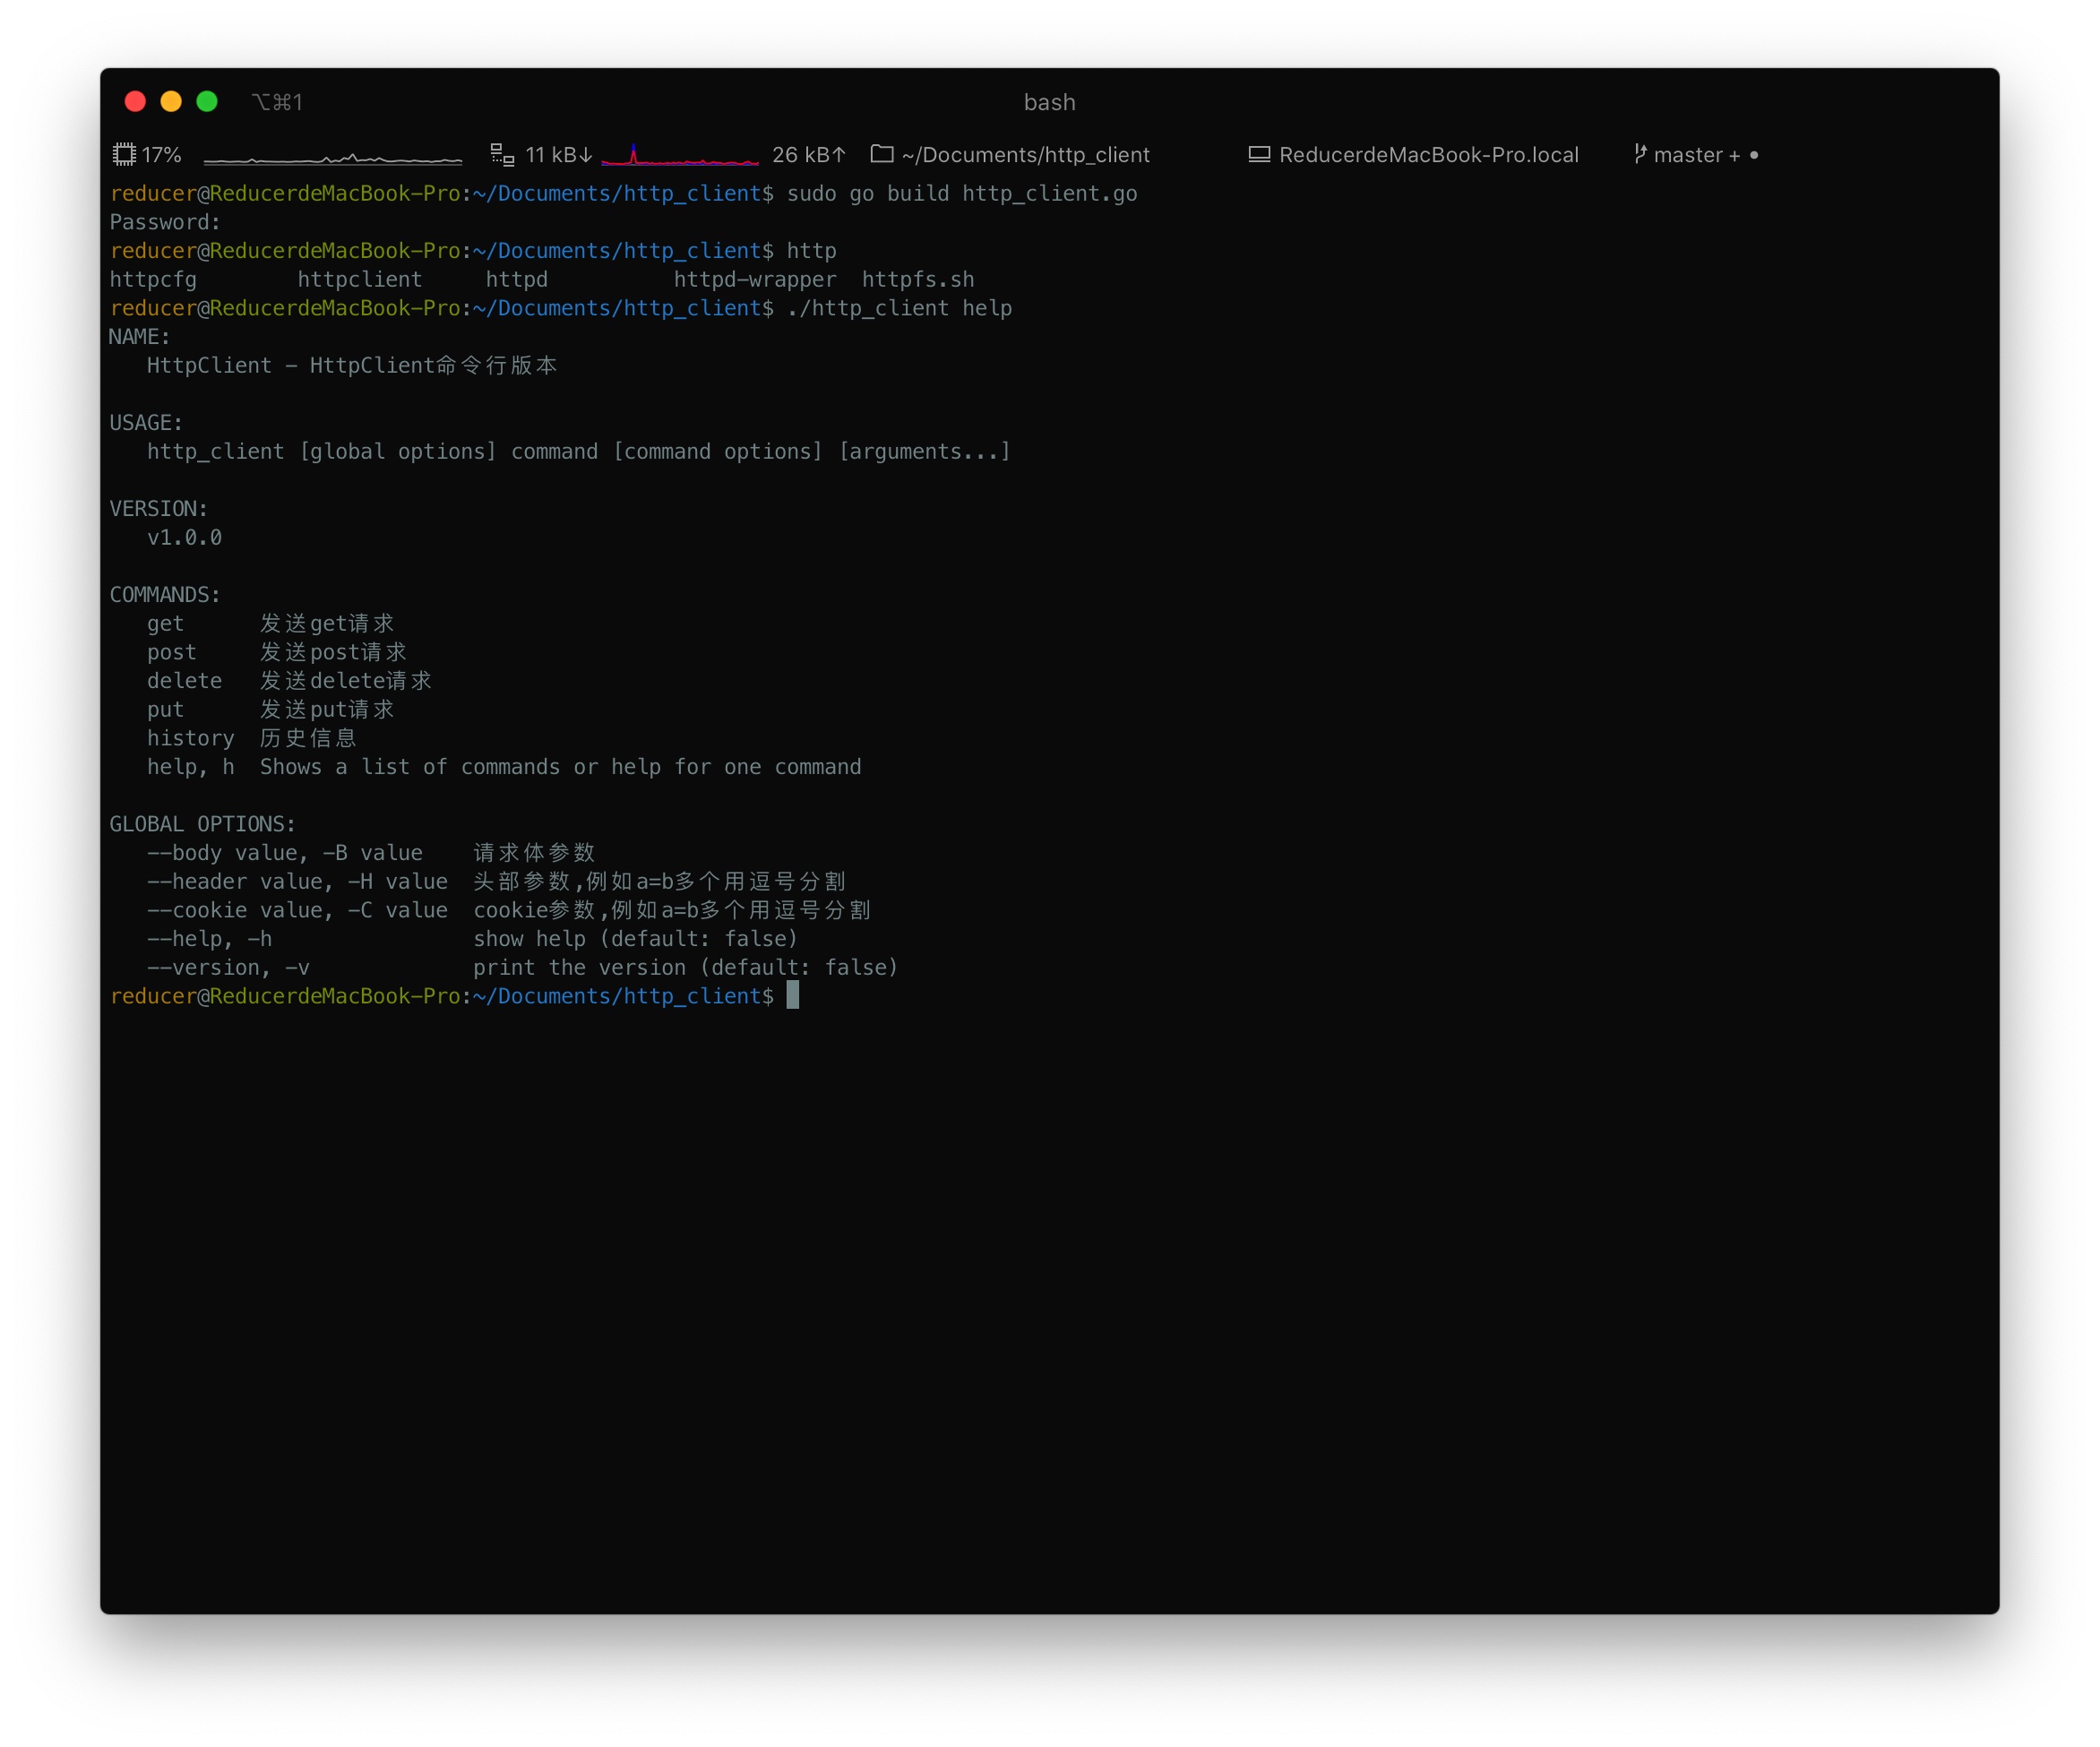 ⌥⌘1 bash
17% 11 kB↓ 26 kB↑ ~/Documents/http_client ReducerdeMacBook-Pro.local master + •
reducer@ReducerdeMacBook-Pro:~/Documents/http_client$ sudo go build http_client.go
Password:
reducer@ReducerdeMacBook-Pro:~/Documents/http_client$ http
httpcfg httpclient httpd httpd-wrapper httpfs.sh
reducer@ReducerdeMacBook-Pro:~/Documents/http_client$ ./http_client help
NAME:
HttpClient - HttpClient命令行版本
USAGE:
http_client [global options] command [command options] [arguments...]
VERSION:
v1.0.0
COMMANDS:
get 发送get请求
post 发送post请求
delete 发送delete请求
put 发送put请求
history 历史信息
help, h Shows a list of commands or help for one command
GLOBAL OPTIONS:
--body value, -B value 请求体参数
--header value, -H value 头部参数,例如a=b多个用逗号分割
--cookie value, -C value cookie参数,例如a=b多个用逗号分割
--help, -h show help (default: false)
--version, -v print the version (default: false)
reducer@ReducerdeMacBook-Pro:~/Documents/http_client$